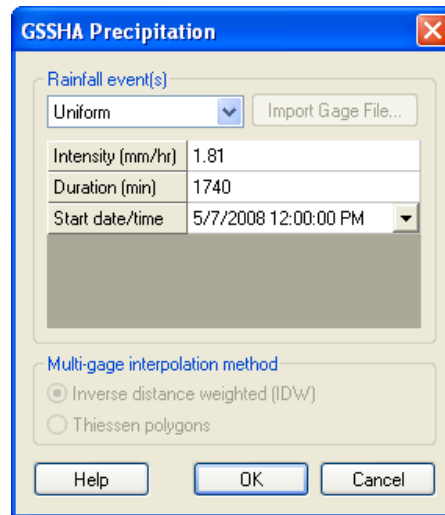 GSSHA Precipitation
Rainfall event(s)
Uniform
Import Gage File...
Intensity (mm/hr) 1.81
Duration (min) 1740
Start date/time 5/7/2008 12:00:00 PM
Multi-gage interpolation method
Inverse distance weighted (IDW)
Thiessen polygons
Help OK Cancel